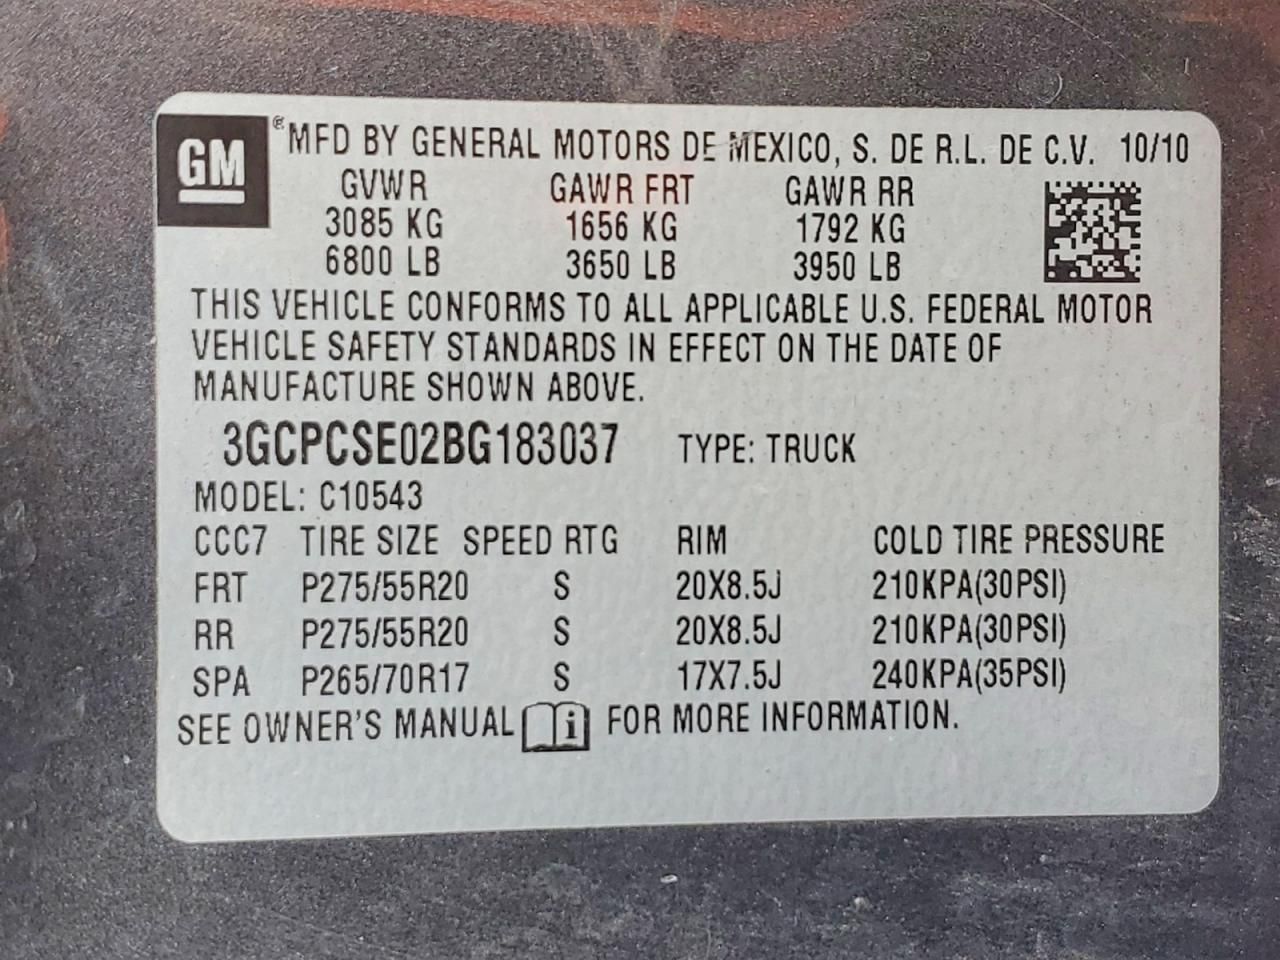 GM ® MFD BY GENERAL MOTORS DE MEXICO, S. DE R.L. DE C.V. 10/10
GVWR GAWR FRT GAWR RR
3085 KG 1656 KG 1792 KG
6800 LB 3650 LB 3950 LB
THIS VEHICLE CONFORMS TO ALL APPLICABLE U.S. FEDERAL MOTOR
VEHICLE SAFETY STANDARDS IN EFFECT ON THE DATE OF
MANUFACTURE SHOWN ABOVE.
3GCPCSE02BG183037 TYPE: TRUCK
MODEL: C10543
CCC7 TIRE SIZE SPEED RTG RIM COLD TIRE PRESSURE
FRT P275/55R20 S 20X8.5J 210KPA(30PSI)
RR P275/55R20 S 20X8.5J 210KPA(30PSI)
SPA P265/70R17 S 17X7.5J 240KPA(35PSI)
SEE OWNER'S MANUAL i FOR MORE INFORMATION.